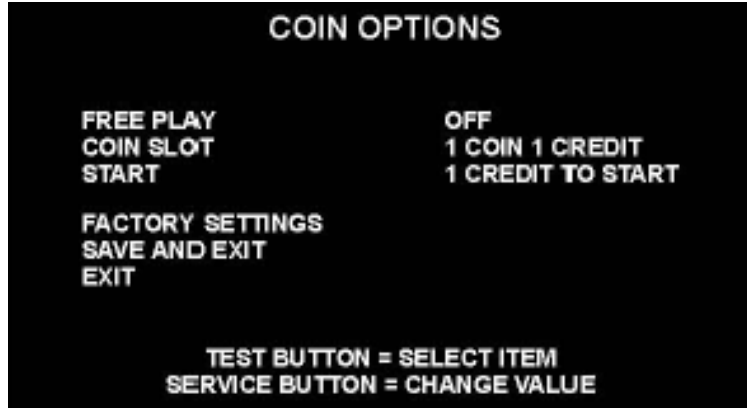 COIN OPTIONS
FREE PLAY OFF
COIN SLOT 1 COIN 1 CREDIT
START 1 CREDIT TO START
FACTORY SETTINGS
SAVE AND EXIT
EXIT
TEST BUTTON = SELECT ITEM
SERVICE BUTTON = CHANGE VALUE